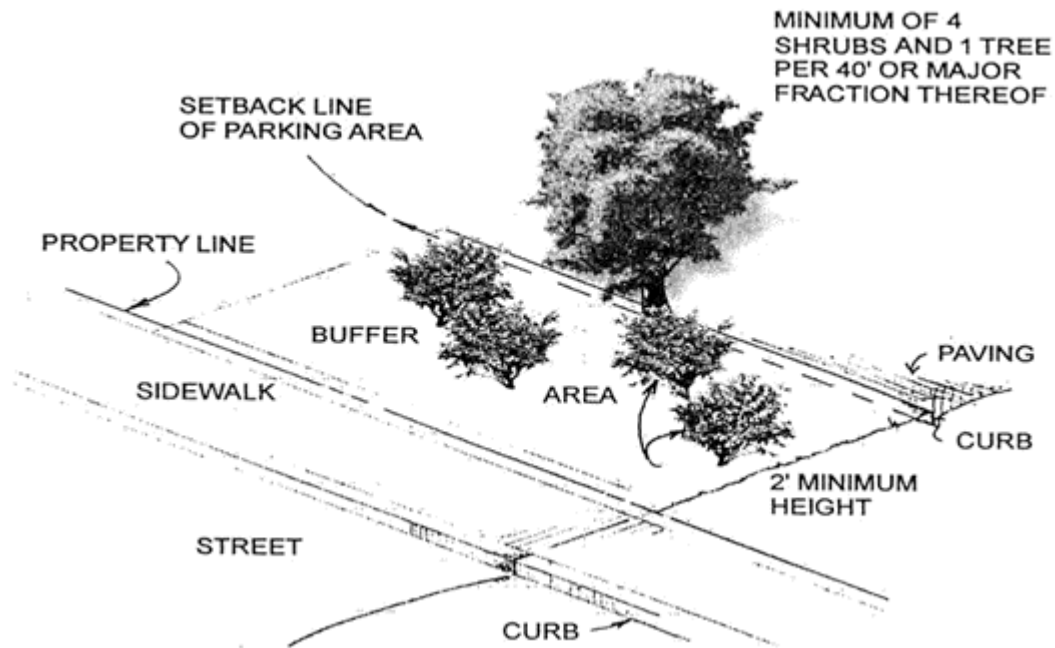 MINIMUM OF 4
SHRUBS AND 1 TREE
PER 40' OR MAJOR
FRACTION THEREOF
SETBACK LINE
OF PARKING AREA
PROPERTY LINE
BUFFER
PAVING
SIDEWALK
AREA
CURB
2' MINIMUM
HEIGHT
STREET
CURB